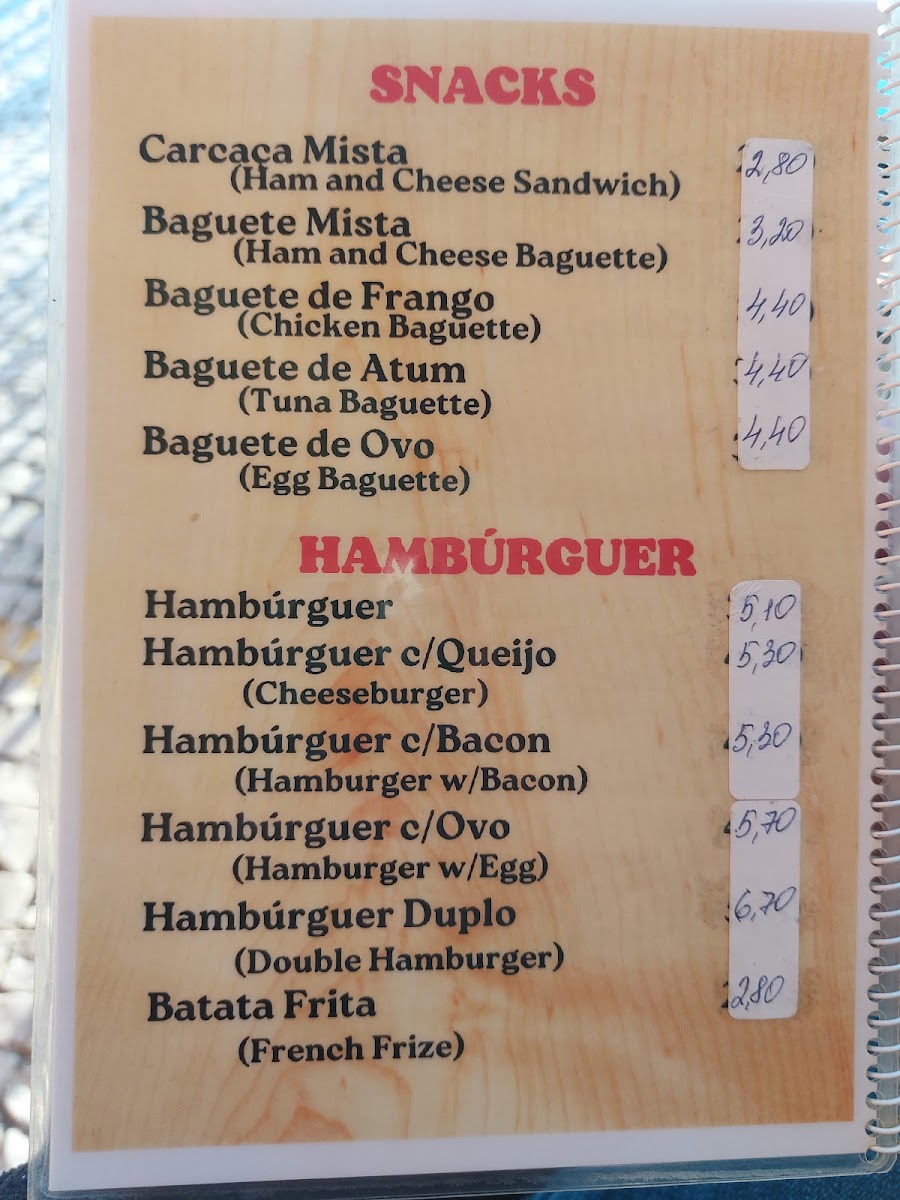 SNACKS
Carcaça Mista 2,80
(Ham and Cheese Sandwich)
Baguete Mista 3,20
(Ham and Cheese Baguette)
Baguete de Frango 4,40
(Chicken Baguette)
Baguete de Atum 4,40
(Tuna Baguette)
Baguete de Ovo 4,40
(Egg Baguette)
HAMBÚRGUER
Hambúrguer 5,10
Hambúrguer c/Queijo 5,30
(Cheeseburger)
Hambúrguer c/Bacon 5,30
(Hamburger w/Bacon)
Hambúrguer c/Ovo 5,70
(Hamburger w/Egg)
Hambúrguer Duplo 6,70
(Double Hamburger)
Batata Frita 2,80
(French Frize)